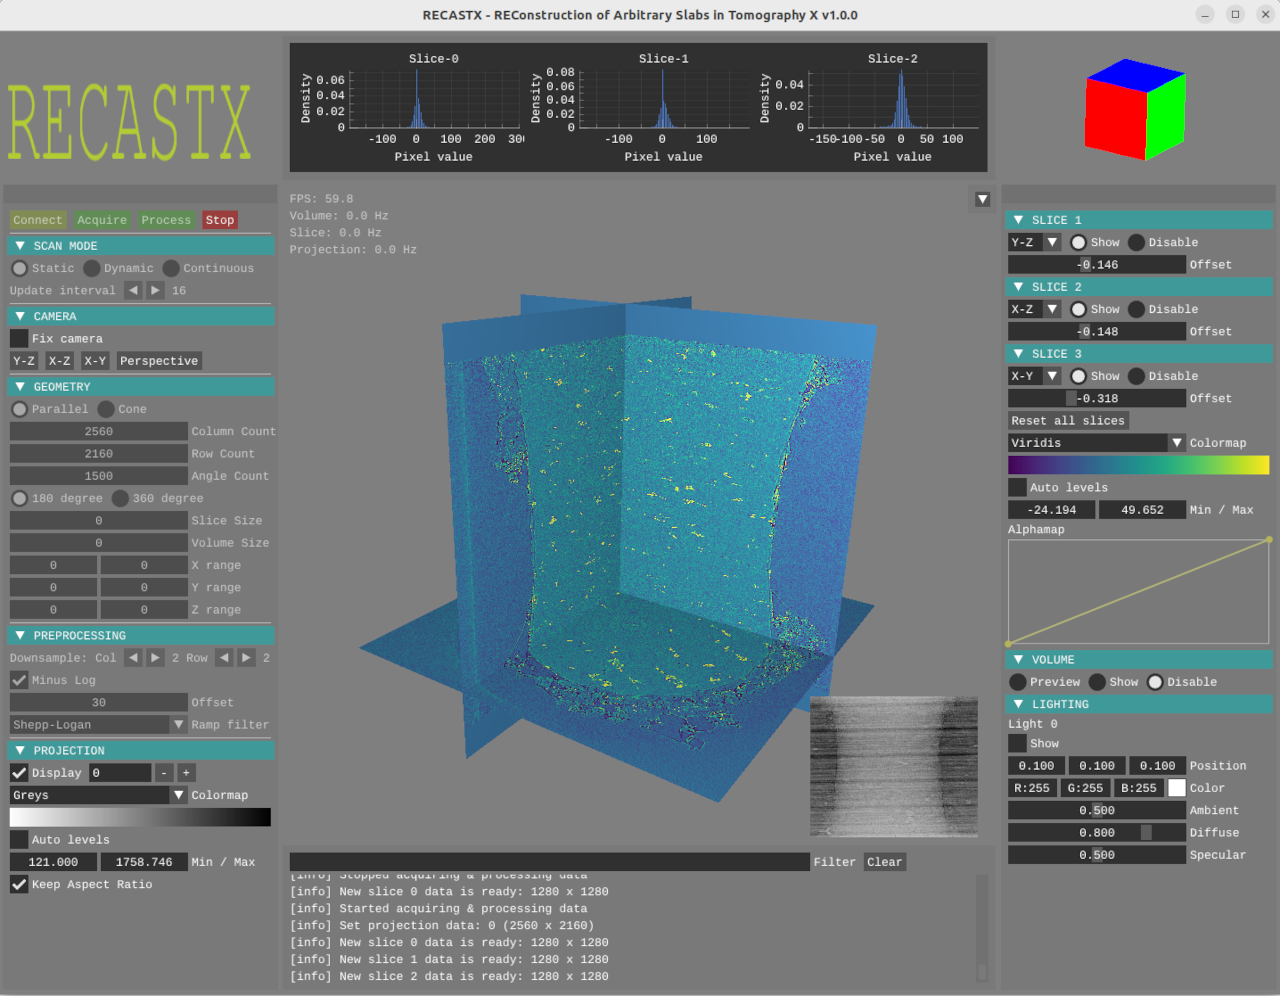 RECASTX - REConstruction of Arbitrary Slabs in Tomography X v1.0.0
RECASTX
Slice-0
Density
0.06
0.04
0.02
0
-100 0 100 200
Pixel value
Slice-1
Density
0.08
0.06
0.04
0.02
0
-100 0 100
Pixel value
Slice-2
Density
0.04
0.02
0
-150 -100 -50 0 50 100
Pixel value
Connect Acquire Process Stop
SCAN MODE
Static Dynamic Continuous
Update interval 16
CAMERA
Fix camera
Y-Z X-Z X-Y Perspective
GEOMETRY
Parallel Cone
2560 Column Count
2160 Row Count
1500 Angle Count
180 degree 360 degree
0 Slice Size
0 Volume Size
0 0 X range
0 0 Y range
0 0 Z range
PREPROCESSING
Downsample: Col 2 Row 2
Minus Log
30 Offset
Shepp-Logan Ramp filter
PROJECTION
Display 0 - +
Greys Colormap
Auto levels
121.000 1758.746 Min / Max
Keep Aspect Ratio
FPS: 59.8
Volume: 0.0 Hz
Slice: 0.0 Hz
Projection: 0.0 Hz
Filter Clear
[info] Stopped acquiring & processing data
[info] New slice 0 data is ready: 1280 x 1280
[info] Started acquiring & processing data
[info] Set projection data: 0 (2560 x 2160)
[info] New slice 0 data is ready: 1280 x 1280
[info] New slice 1 data is ready: 1280 x 1280
[info] New slice 2 data is ready: 1280 x 1280
SLICE 1
Y-Z Show Disable
-0.146 Offset
SLICE 2
X-Z Show Disable
-0.148 Offset
SLICE 3
X-Y Show Disable
-0.318 Offset
Reset all slices
Viridis Colormap
Auto levels
-24.194 49.652 Min / Max
Alphamap
VOLUME
Preview Show Disable
LIGHTING
Light 0
Show
0.100 0.100 0.100 Position
R:255 G:255 B:255 Color
0.500 Ambient
0.800 Diffuse
0.500 Specular